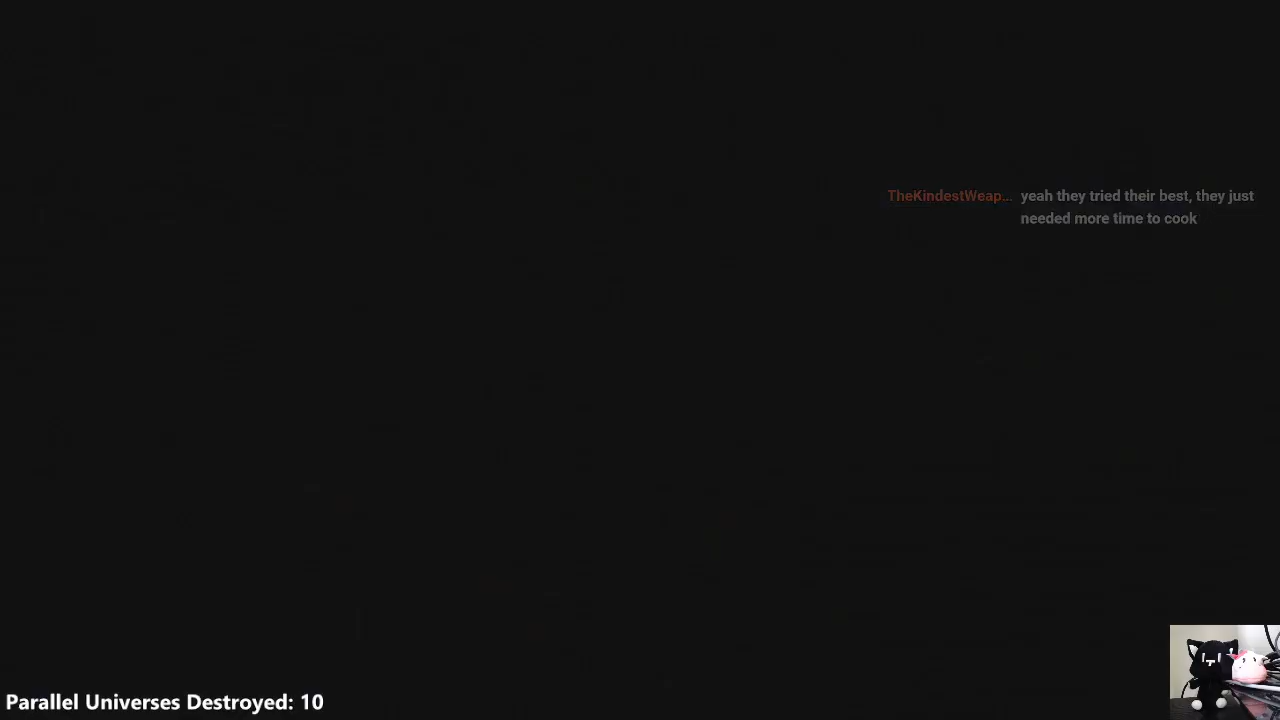 TheKindestWeap... yeah they tried their best, they just
needed more time to cook
Parallel Universes Destroyed: 10